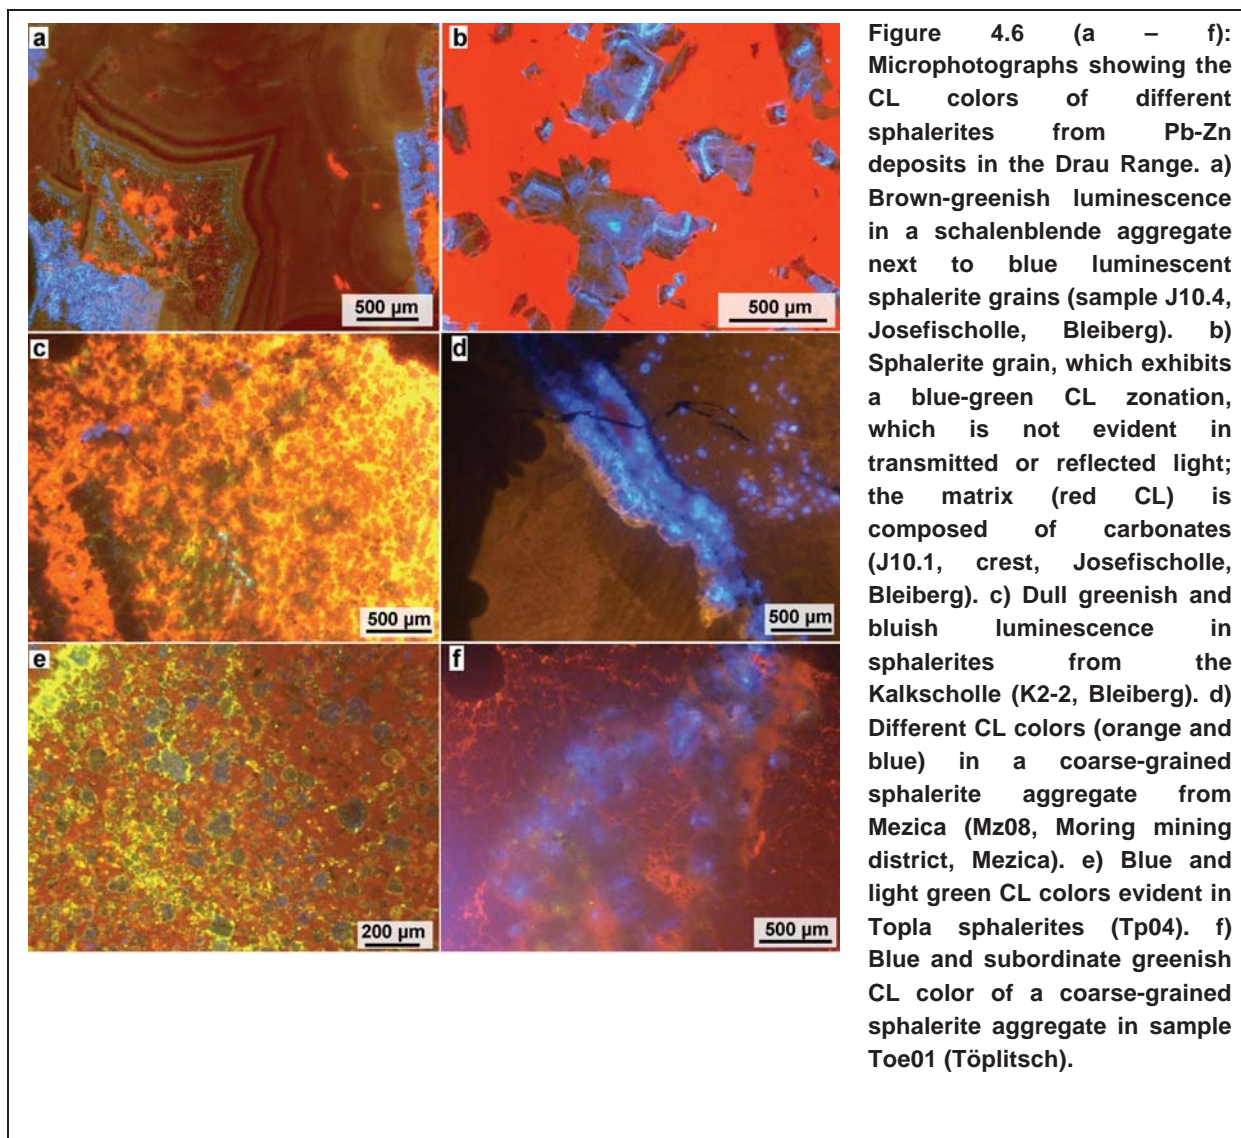 a
500 µm
b
500 µm
c
500 µm
d
500 µm
e
200 µm
f
500 µm
Figure 4.6 (a – f):
Microphotographs showing the
CL colors of different
sphalerites from Pb-Zn
deposits in the Drau Range. a)
Brown-greenish luminescence
in a schalenblende aggregate
next to blue luminescent
sphalerite grains (sample J10.4,
Josefischolle, Bleiberg). b)
Sphalerite grain, which exhibits
a blue-green CL zonation,
which is not evident in
transmitted or reflected light;
the matrix (red CL) is
composed of carbonates
(J10.1, crest, Josefischolle,
Bleiberg). c) Dull greenish and
bluish luminescence in
sphalerites from the
Kalkscholle (K2-2, Bleiberg). d)
Different CL colors (orange and
blue) in a coarse-grained
sphalerite aggregate from
Mezica (Mz08, Moring mining
district, Mezica). e) Blue and
light green CL colors evident in
Topla sphalerites (Tp04). f)
Blue and subordinate greenish
CL color of a coarse-grained
sphalerite aggregate in sample
Toe01 (Töplitsch).